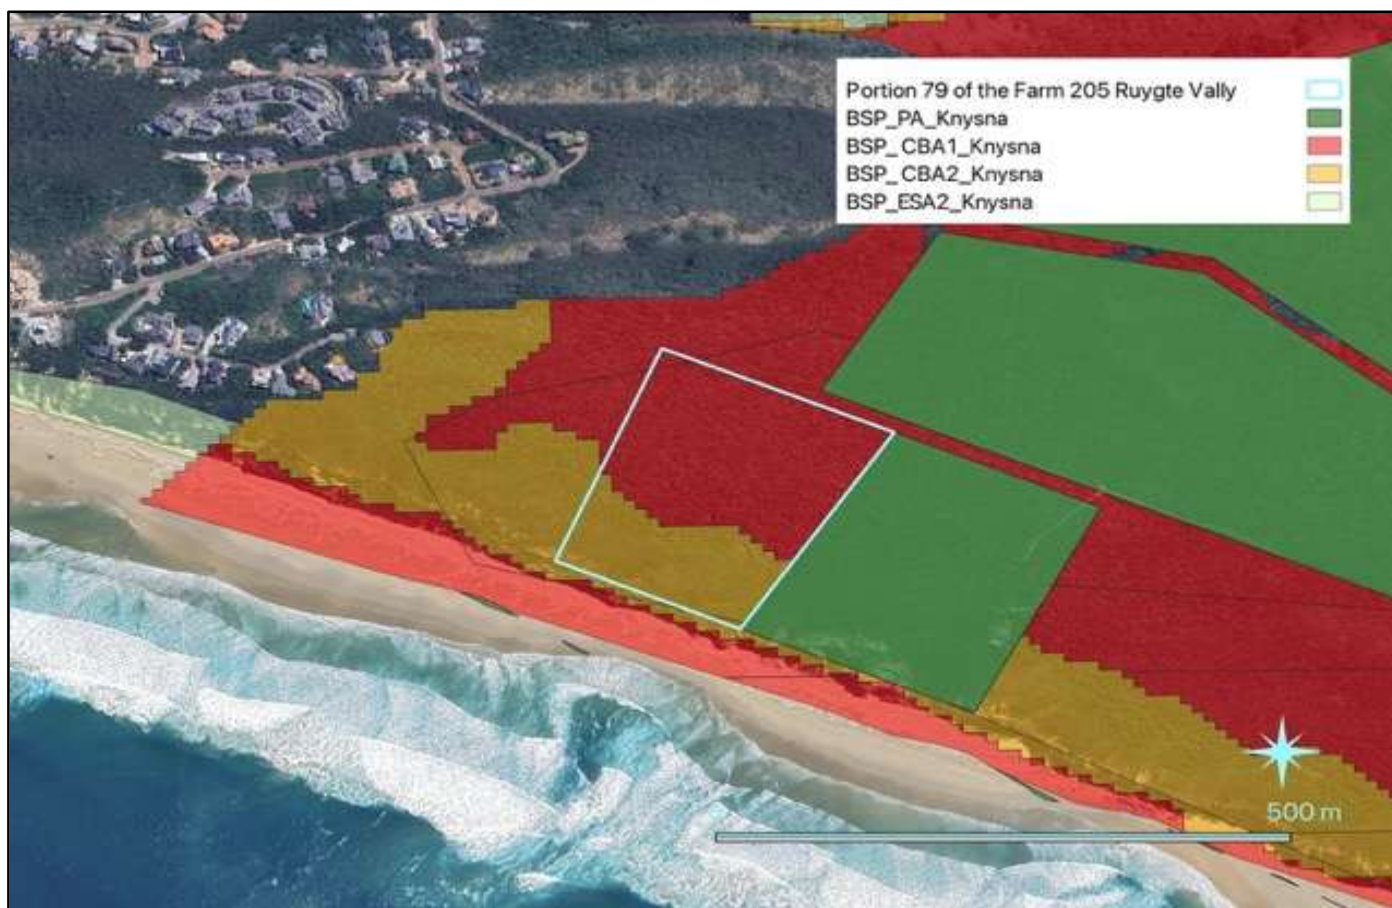 Portion 79 of the Farm 205 Ruygte Vally
BSP_PA_Knysna
BSP_ CBA1_Knysna
BSP_ CBA2_Knysna
BSP_ESA2_Knysna
500 m